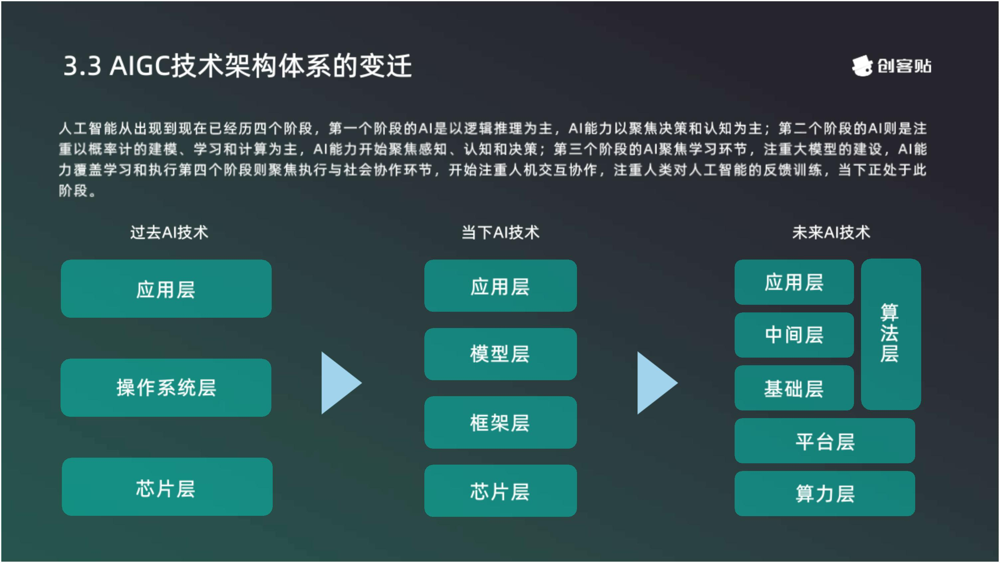 3.3 AIGC技术架构体系的变迁
创客贴
人工智能从出现到现在已经历四个阶段，第一个阶段的AI是以逻辑推理为主，AI能力以聚焦决策和认知为主；第二个阶段的AI则是注
重以概率计的建模、学习和计算为主，AI能力开始聚焦感知、认知和决策；第三个阶段的AI聚焦学习环节，注重大模型的建设，AI能
力覆盖学习和执行第四个阶段则聚焦执行与社会协作环节，开始注重人机交互协作，注重人类对人工智能的反馈训练，当下正处于此
阶段。
过去AI技术
应用层
操作系统层
芯片层
当下AI技术
应用层
模型层
框架层
芯片层
未来AI技术
应用层
中间层
基础层
算法层
平台层
算力层